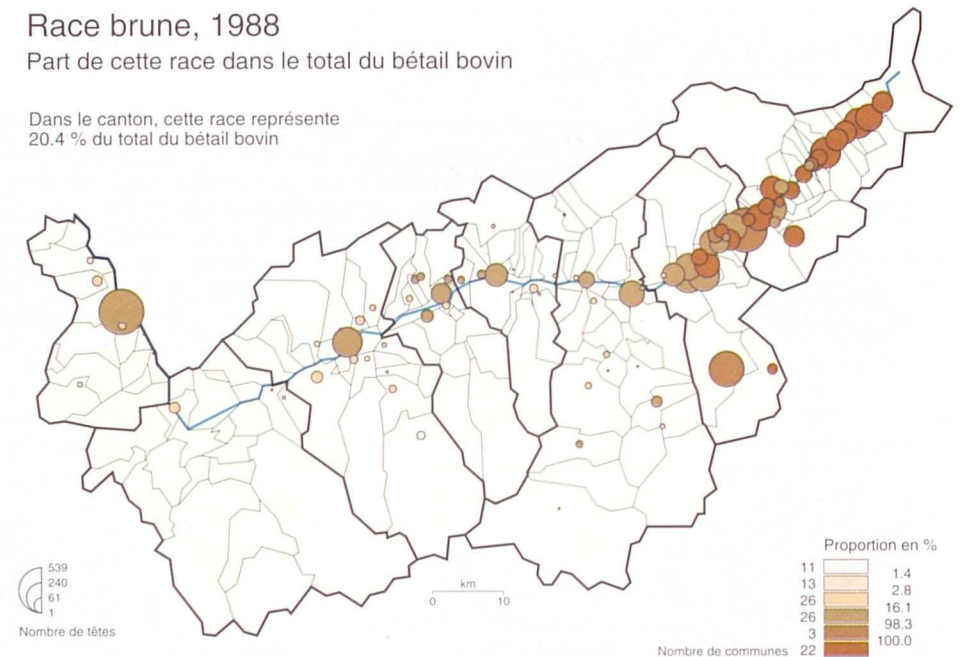 Race brune, 1988
Part de cette race dans le total du bétail bovin
Dans le canton, cette race représente
20.4 % du total du bétail bovin
539
240
61
1
Nombre de têtes
km
0 10
Proportion en %
11
1.4
13
2.8
26
16.1
26
98.3
3
100.0
Nombre de communes 22